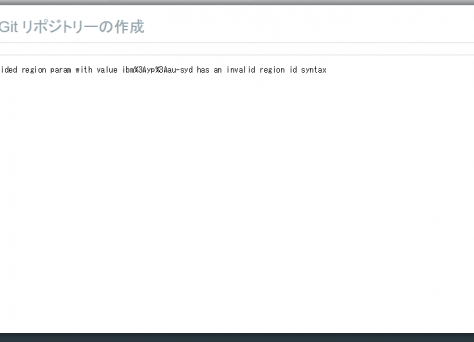 Git リポジトリーの作成
ided region param with value ibm%3Ayp%3Aau-syd has an invalid region id syntax